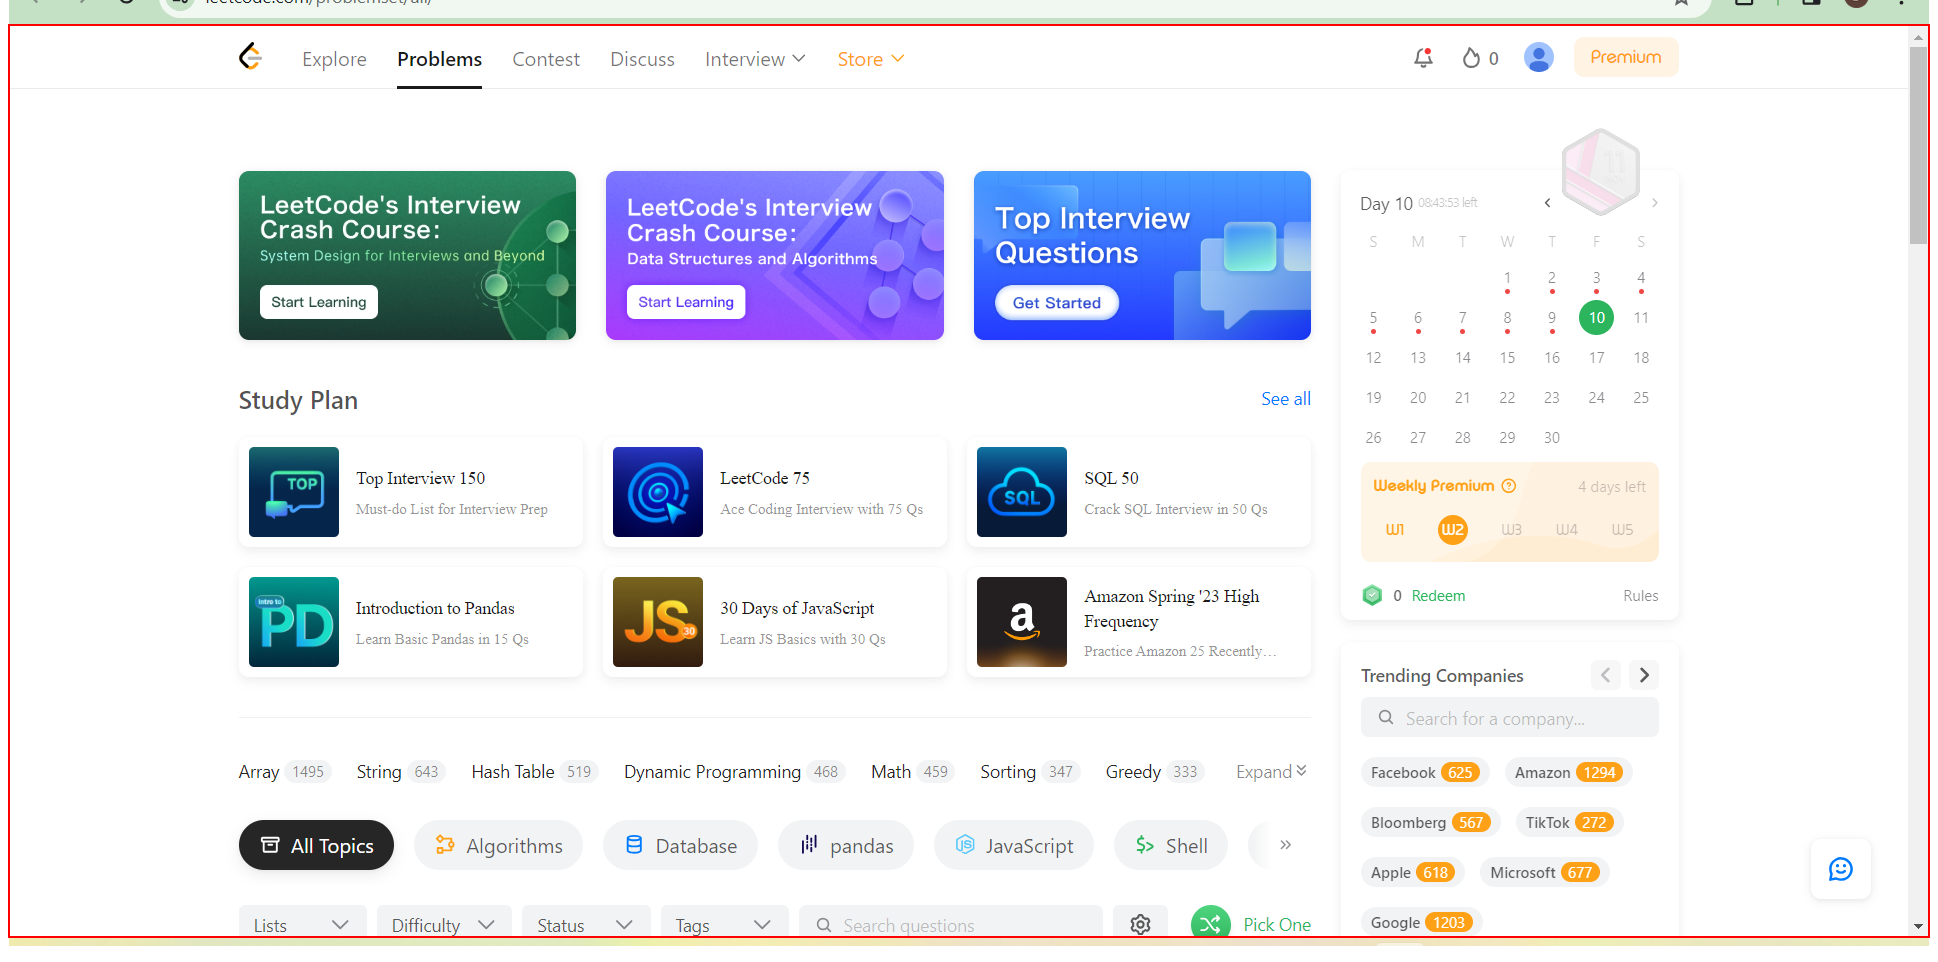 leetcode.com/problemset/all/
Explore
Problems
Contest
Discuss
Interview
Store
0
Premium
LeetCode's Interview
Crash Course:
System Design for Interviews and Beyond
Start Learning
LeetCode's Interview
Crash Course:
Data Structures and Algorithms
Start Learning
Top Interview
Questions
Get Started
Day 10 08:43:53 left
S M T W T F S
1 2 3 4
5 6 7 8 9 10 11
12 13 14 15 16 17 18
19 20 21 22 23 24 25
26 27 28 29 30
Weekly Premium
4 days left
W1 W2 W3 W4 W5
0 Redeem
Rules
Study Plan
See all
TOP
Top Interview 150
Must-do List for Interview Prep
LeetCode 75
Ace Coding Interview with 75 Qs
SQL
SQL 50
Crack SQL Interview in 50 Qs
Intro to
PD
Introduction to Pandas
Learn Basic Pandas in 15 Qs
JS
30
30 Days of JavaScript
Learn JS Basics with 30 Qs
a
Amazon Spring '23 High
Frequency
Practice Amazon 25 Recently...
Trending Companies
Search for a company...
Facebook 625
Amazon 1294
Bloomberg 567
TikTok 272
Apple 618
Microsoft 677
Google 1203
Array 1495
String 643
Hash Table 519
Dynamic Programming 468
Math 459
Sorting 347
Greedy 333
Expand
All Topics
Algorithms
Database
pandas
JS
JavaScript
$>
Shell
Lists
Difficulty
Status
Tags
Search questions
Pick One